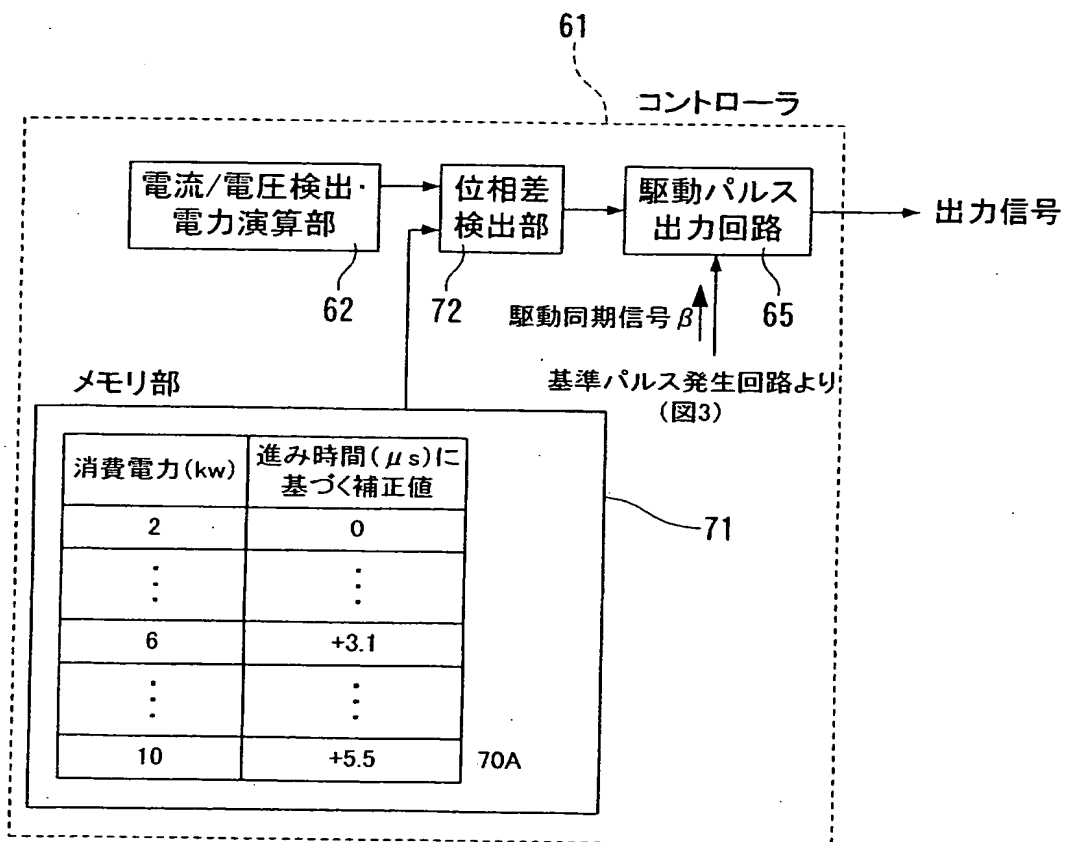 61
コントローラ
電流/電圧検出・
電力演算部
位相差
検出部
駆動パルス
出力回路
出力信号
62
72
65
駆動同期信号β
基準パルス発生回路より
(図3)
メモリ部
消費電力(kw)
進み時間(μs)に
基づく補正値
2
0
⋮
⋮
6
+3.1
⋮
⋮
10
+5.5
70A
71